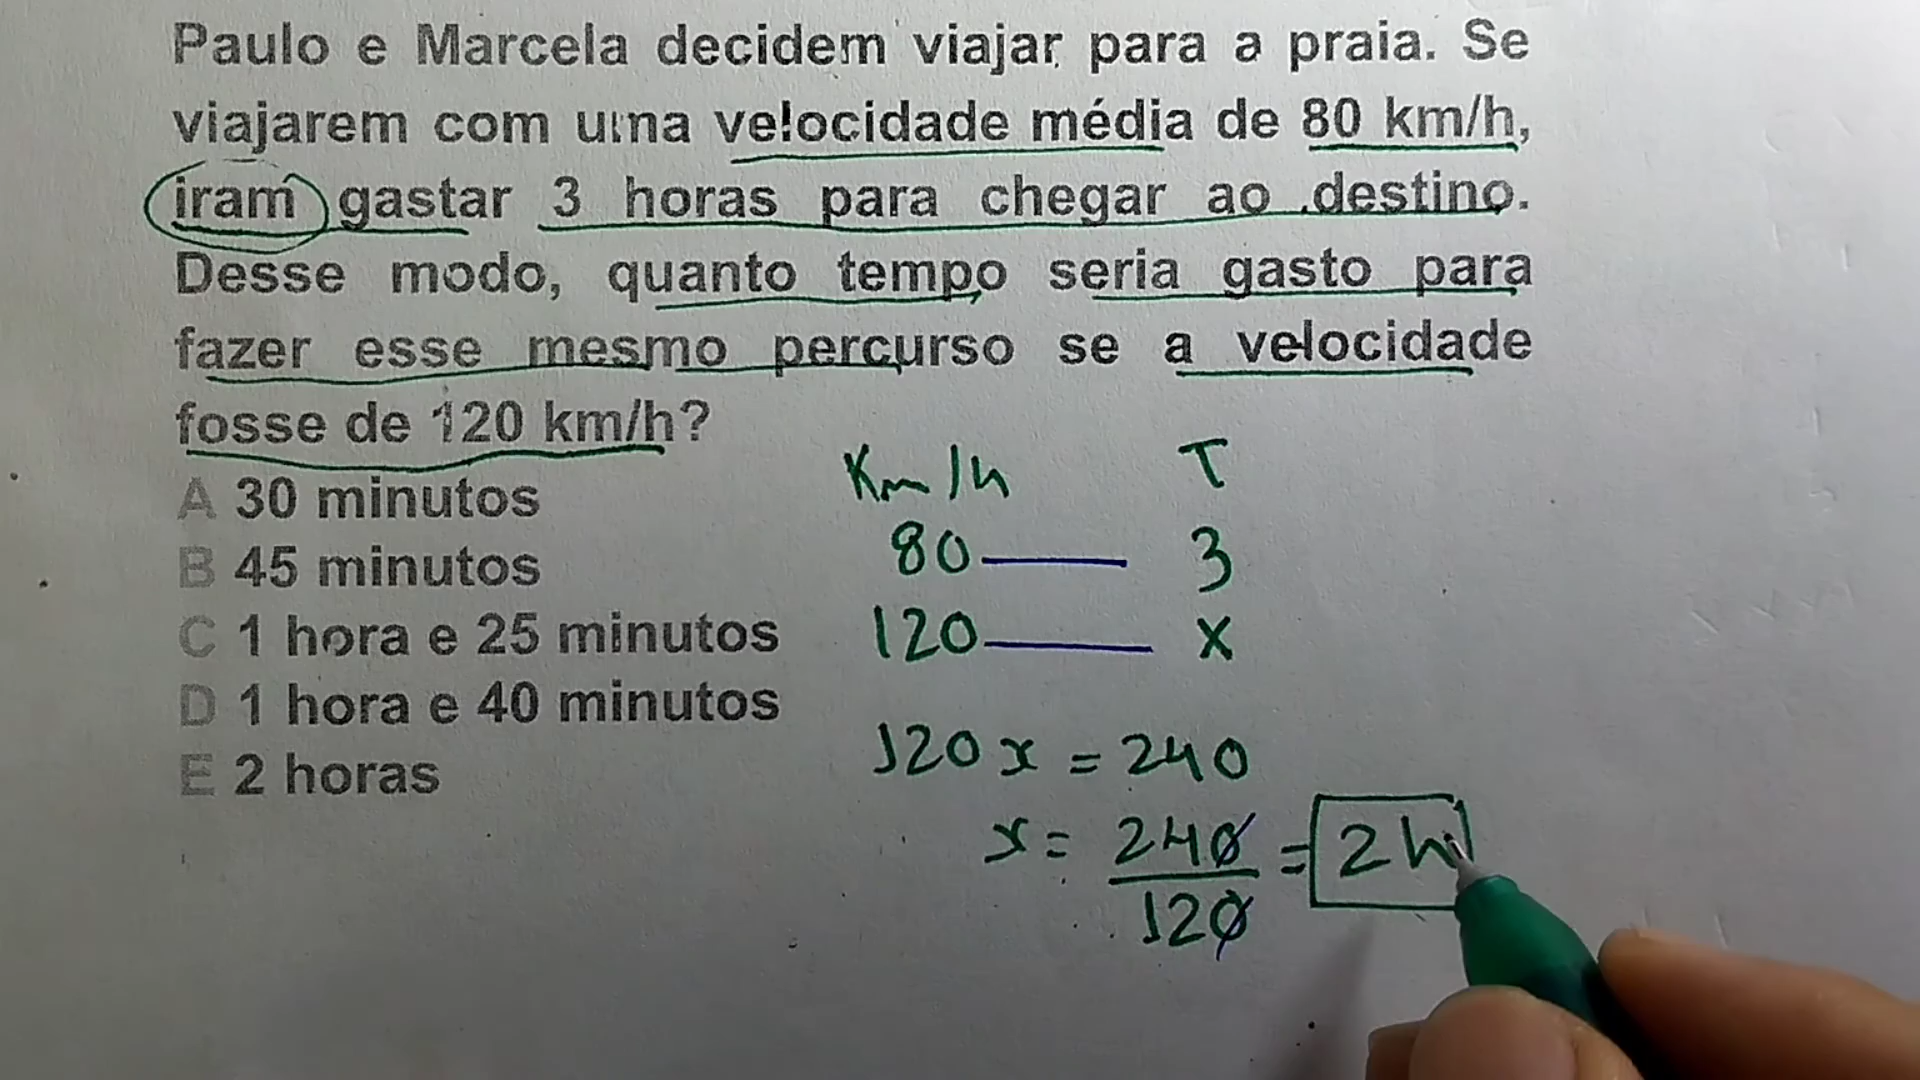 Paulo e Marcela decidem viajar para a praia. Se
viajarem com uma velocidade média de 80 km/h,
iram gastar 3 horas para chegar ao destino.
Desse modo, quanto tempo seria gasto para
fazer esse mesmo percurso se a velocidade
fosse de 120 km/h?
A 30 minutos
B 45 minutos
C 1 hora e 25 minutos
D 1 hora e 40 minutos
E 2 horas
Km/h T
80 3
120 x
120x = 240
x = 240/120 = 2h